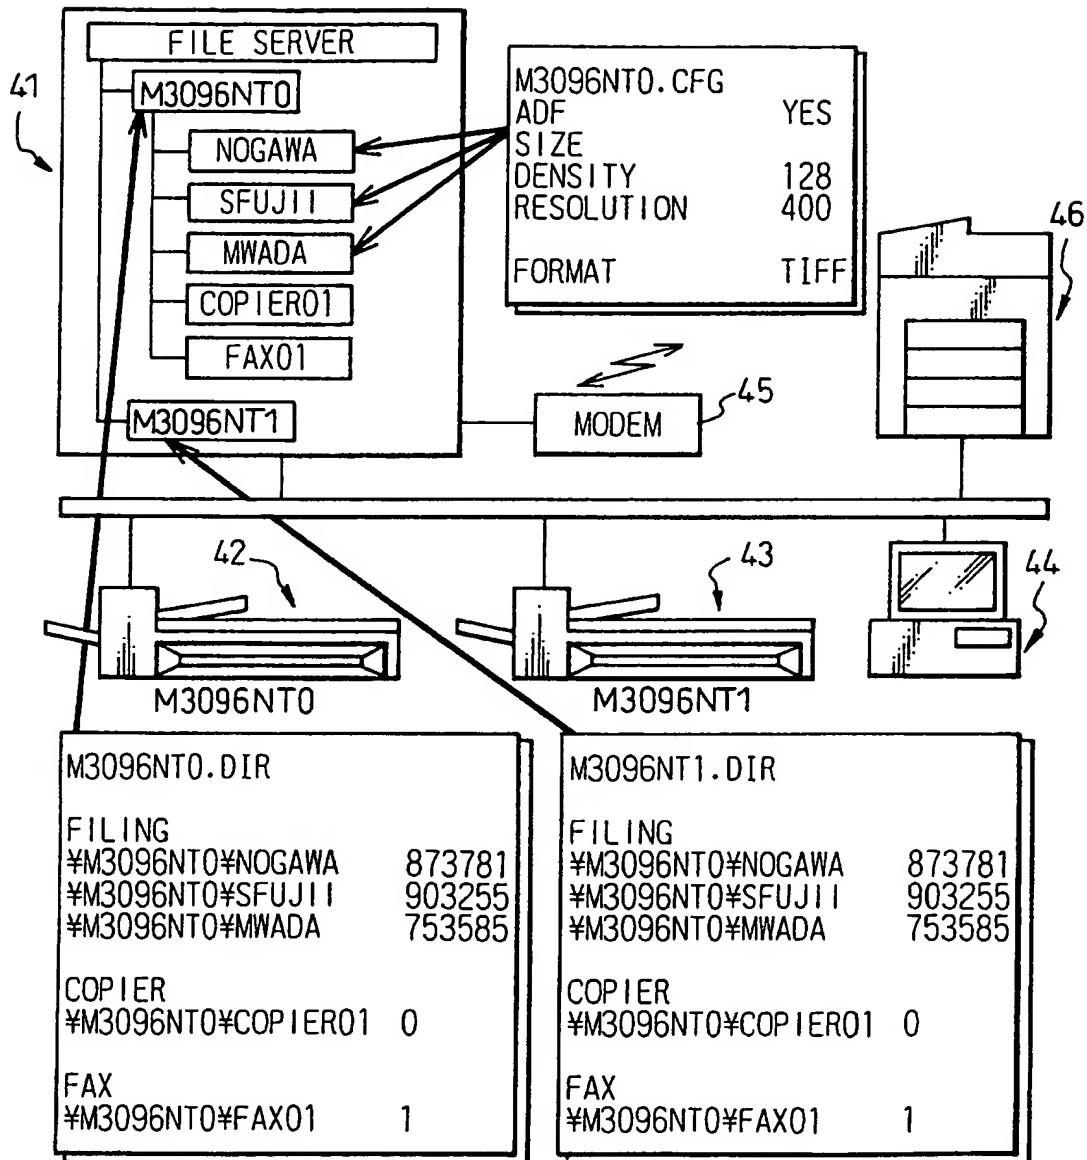 FILE SERVER
41
M3096NT0
NOGAWA
SFUJII
MWADA
COPIER01
FAX01
M3096NT1
M3096NT0.CFG
ADF YES
SIZE
DENSITY 128
RESOLUTION 400
FORMAT TIFF
46
MODEM
45
42
43
44
M3096NT0
M3096NT1
M3096NT0.DIR
FILING
¥M3096NT0¥NOGAWA 873781
¥M3096NT0¥SFUJII 903255
¥M3096NT0¥MWADA 753585
COPIER
¥M3096NT0¥COPIER01 0
FAX
¥M3096NT0¥FAX01 1
M3096NT1.DIR
FILING
¥M3096NT0¥NOGAWA 873781
¥M3096NT0¥SFUJII 903255
¥M3096NT0¥MWADA 753585
COPIER
¥M3096NT0¥COPIER01 0
FAX
¥M3096NT0¥FAX01 1